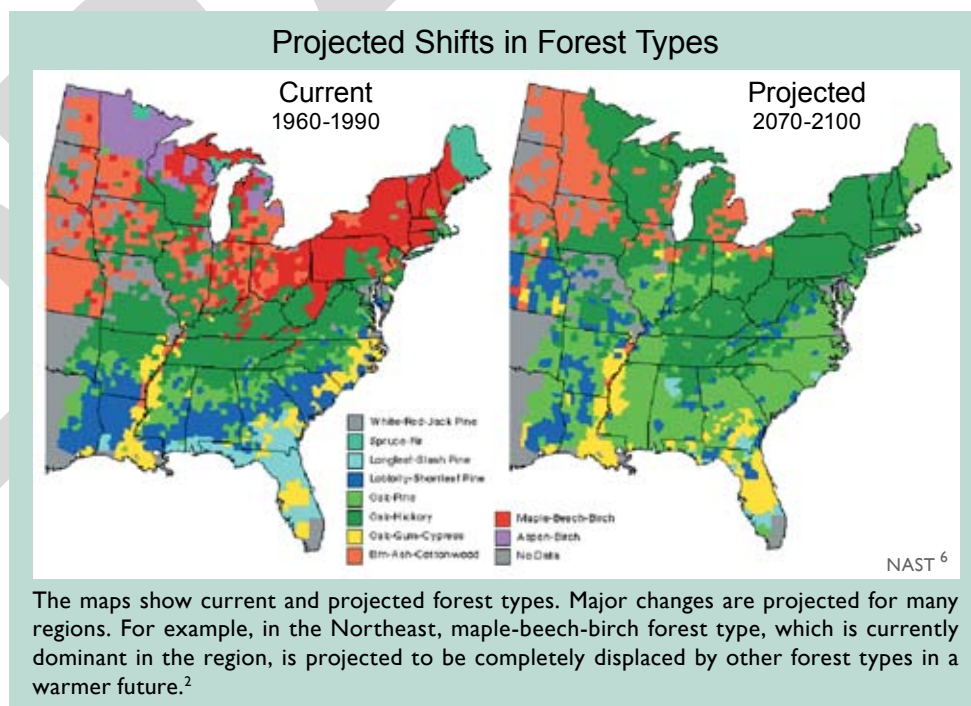 Projected Shifts in Forest Types
Current
1960-1990
Projected
2070-2100
White-Red-Jack Pine
Spruce-Fir
Longleaf-Slash Pine
Loblolly-Shortleaf Pine
Oak-Pine
Oak-Hickory
Oak-Gum-Cypress
Elm-Ash-Cottonwood
Maple-Beech-Birch
Aspen-Birch
No Data
NAST 6
The maps show current and projected forest types. Major changes are projected for many
regions. For example, in the Northeast, maple-beech-birch forest type, which is currently
dominant in the region, is projected to be completely displaced by other forest types in a
warmer future.2